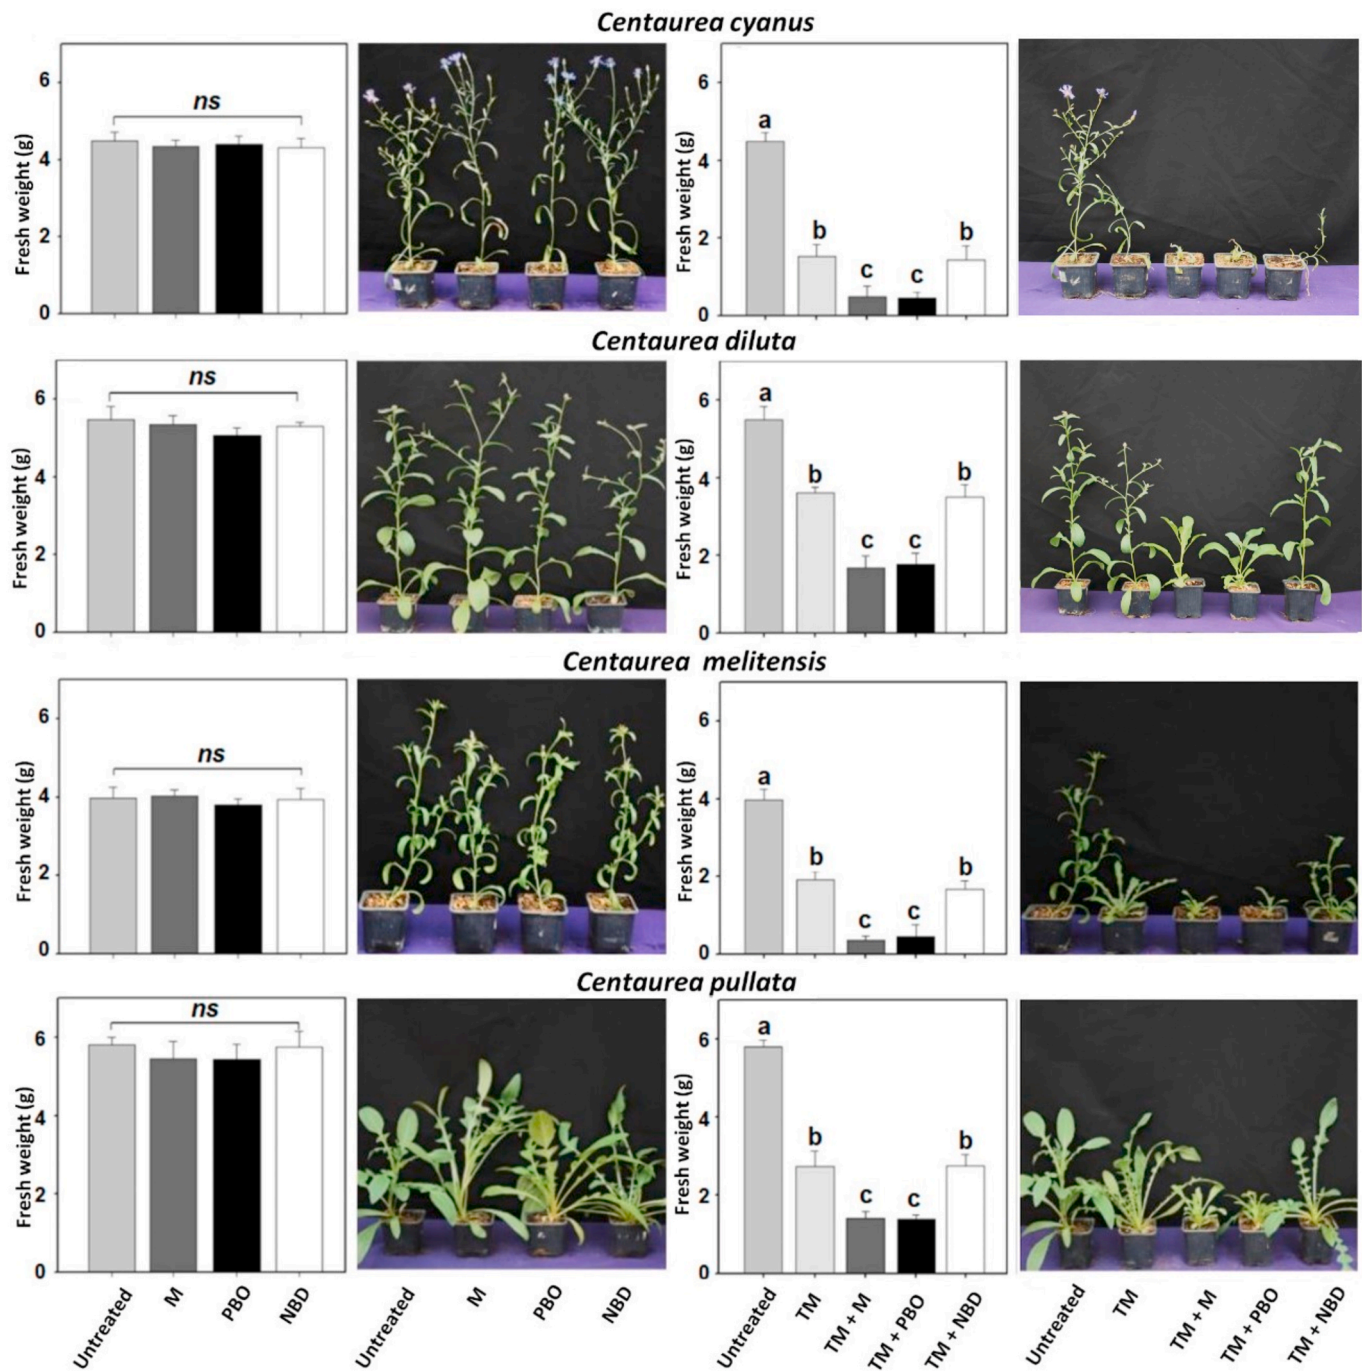 Centaurea cyanus
Fresh weight (g)
6
4
2
0
ns
Fresh weight (g)
6
4
2
0
a
b
c
c
b
Centaurea diluta
Fresh weight (g)
6
4
2
0
ns
Fresh weight (g)
6
4
2
0
a
b
c
c
b
Centaurea melitensis
Fresh weight (g)
6
4
2
0
ns
Fresh weight (g)
6
4
2
0
a
b
c
c
b
Centaurea pullata
Fresh weight (g)
6
4
2
0
ns
Fresh weight (g)
6
4
2
0
a
b
c
c
b
Untreated
M
PBO
NBD
Untreated
M
PBO
NBD
Untreated
TM
TM + M
TM + PBO
TM + NBD
Untreated
TM
TM + M
TM + PBO
TM + NBD